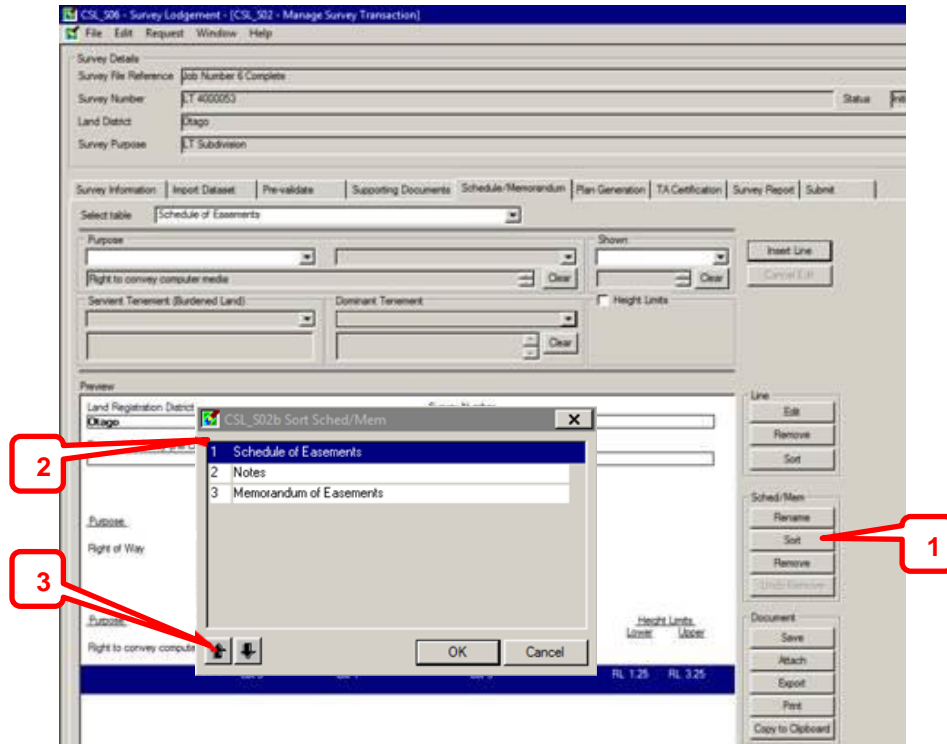 CSL_S06 - Survey Lodgement - [CSL_S02 - Manage Survey Transaction]
File Edit Request Window Help
Survey Details
Survey File Reference Job Number 6 Complete
Survey Number LT 4000053 Status
Land District Otago
Survey Purpose LT Subdivision
Survey Information Import Dataset Pre-validate Supporting Documents Schedule/Memorandum Plan Generation TA Certification Survey Report Submit
Select table Schedule of Easements
Purpose Shown
Insert Line
Right to convey computer media Clear Clear Cancel Edit
Servient Tenement (Burdened Land) Dominant Tenement Height Limits
Clear
Preview
Land Registration District
Otago
CSL_S02b Sort Sched/Mem
1 Schedule of Easements
2 Notes
3 Memorandum of Easements
OK Cancel
Purpose
Right of Way
Purpose Height Limits
Lower Upper
Right to convey compute
RL 1.25 RL 3.25
Line
Edit
Remove
Sort
Sched/Mem
Rename
Sort
Remove
Undo Remove
Document
Save
Attach
Export
Print
Copy to Clipboard
2
3
1